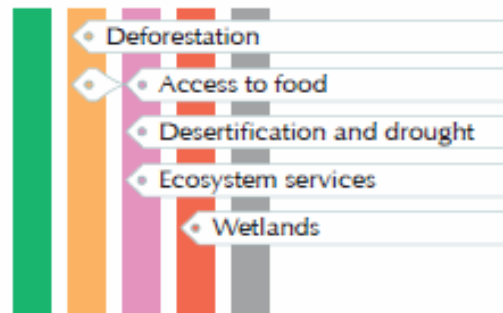 Deforestation
Access to food
Desertification and drought
Ecosystem services
Wetlands